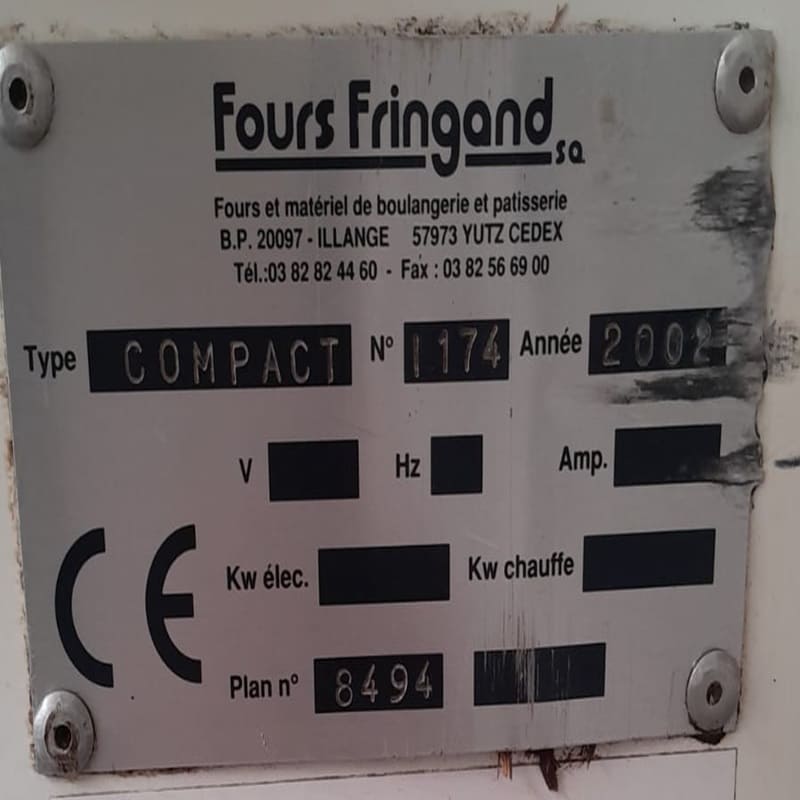 Fours Fringand sa
Fours et matériel de boulangerie et patisserie
B.P. 20097 - ILLANGE 57973 YUTZ CEDEX
Tél.:03 82 82 44 60 - Fax : 03 82 56 69 00
Type COMPACT N° 1174 Année 2002
V Hz Amp.
CE
Kw élec. Kw chauffe
Plan n° 8494